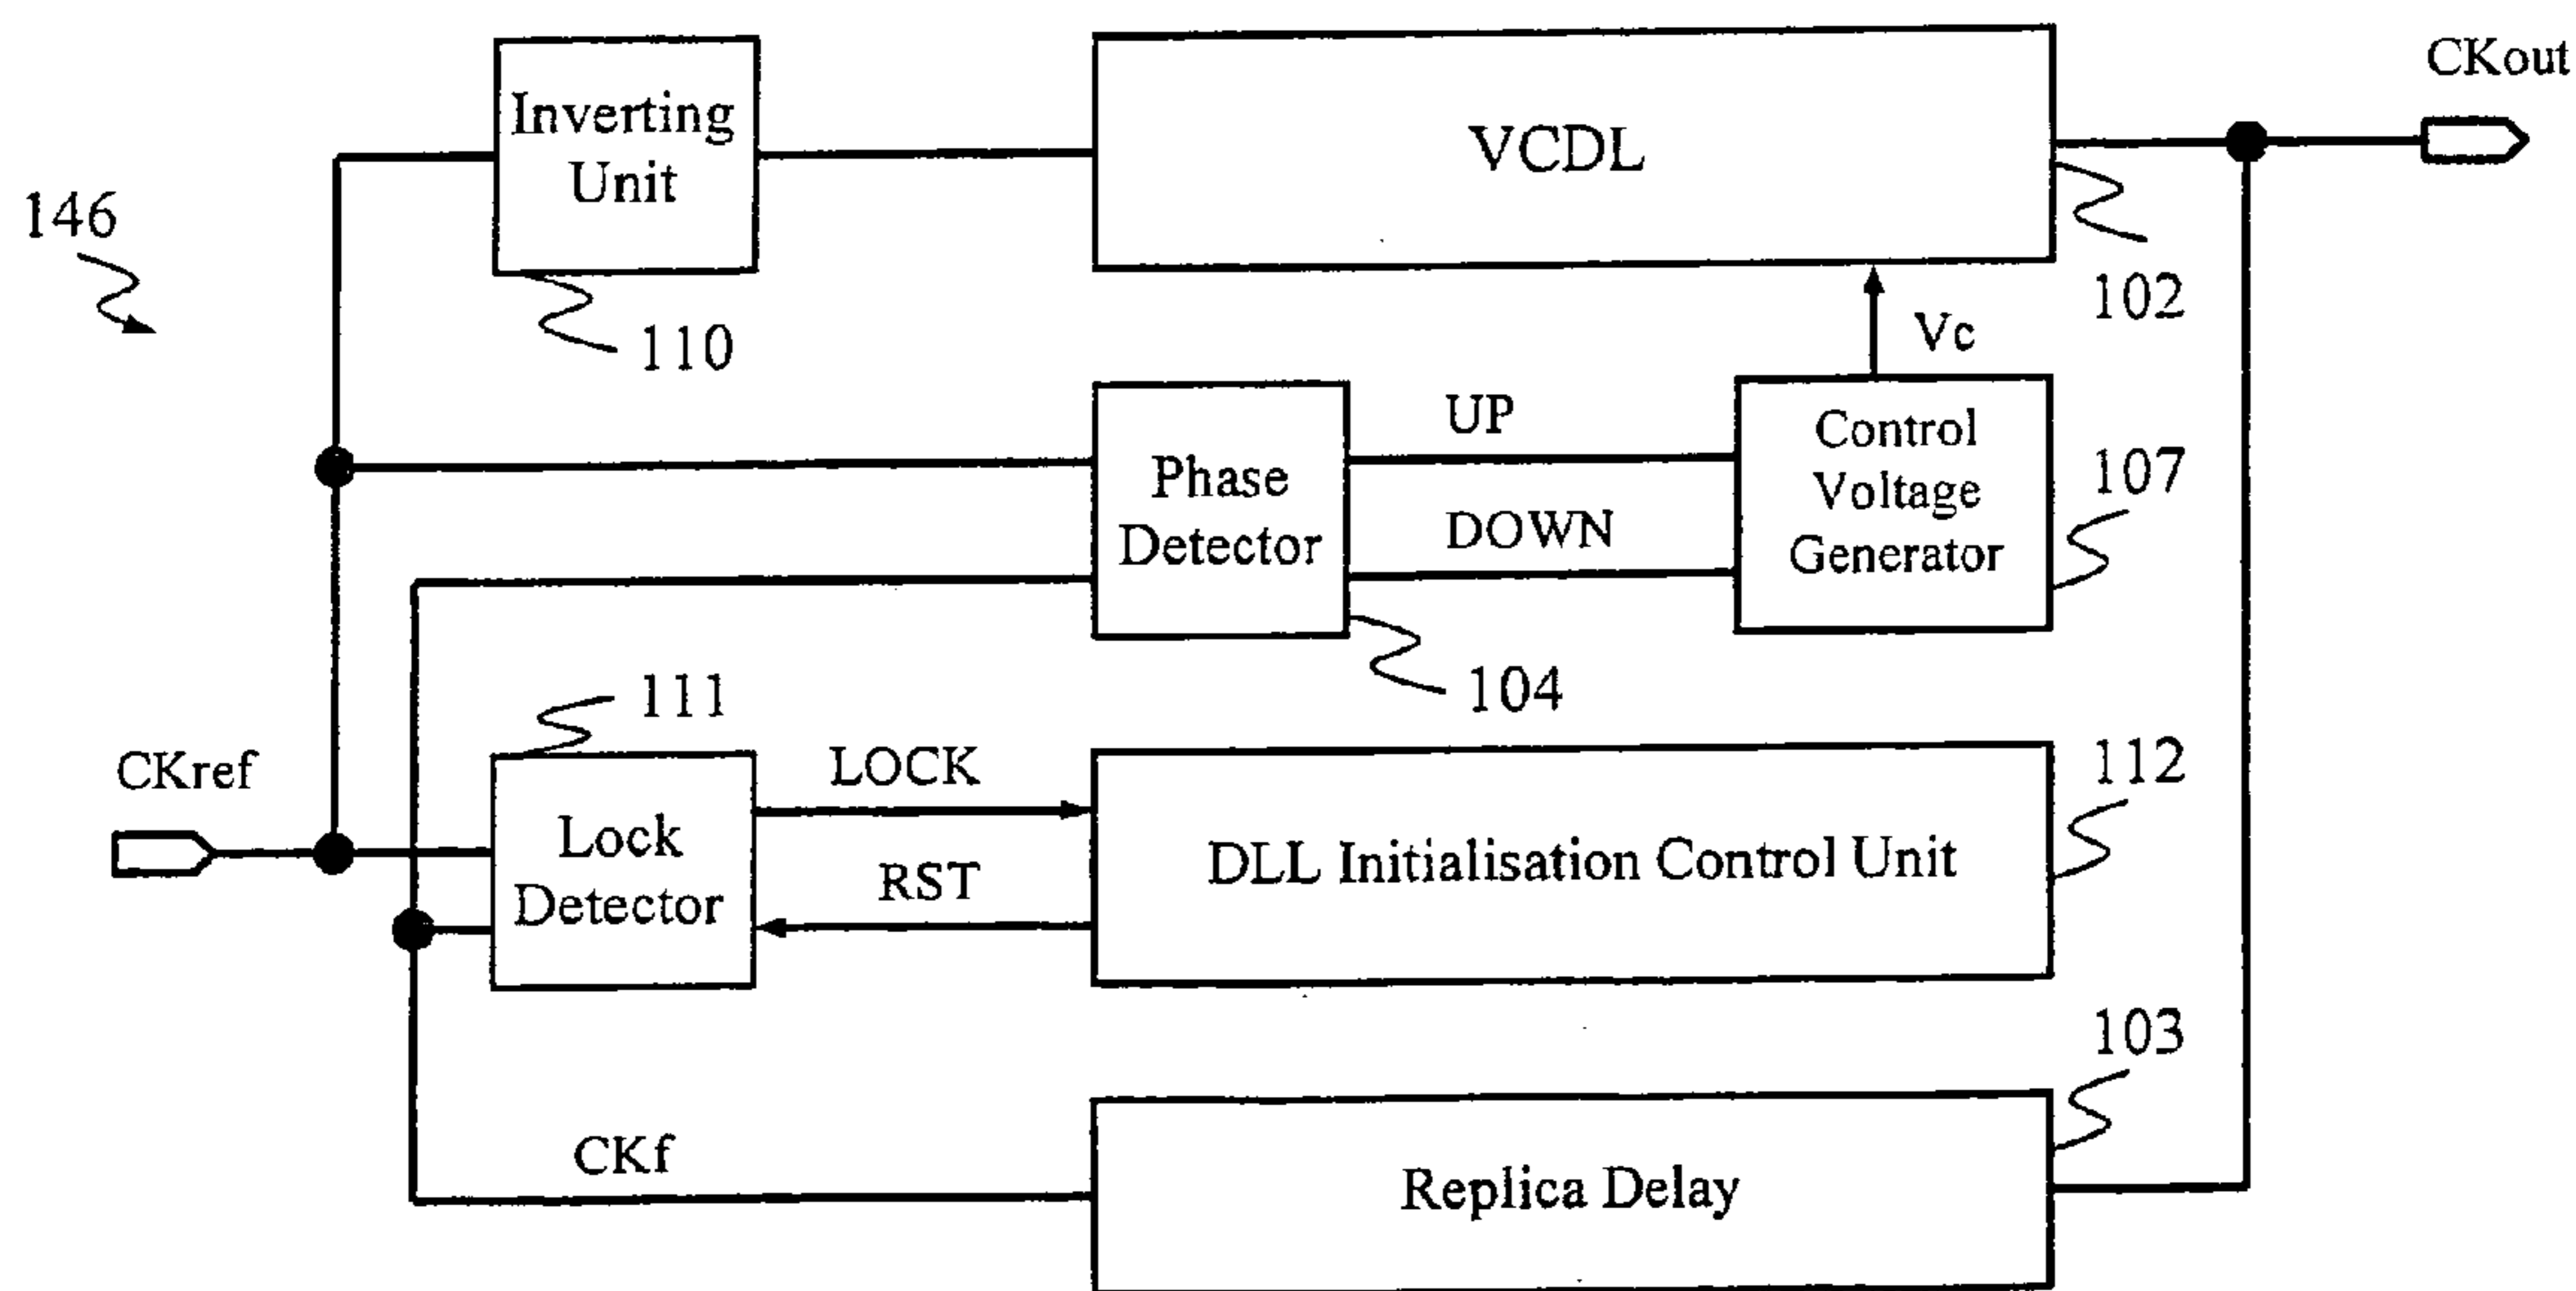 CKout
Inverting
Unit
VCDL
146
102
110
Vc
UP
Control
Voltage
Generator
107
Phase
Detector
DOWN
104
111
CKref
LOCK
112
Lock
Detector
DLL Initialisation Control Unit
RST
103
CKf
Replica Delay